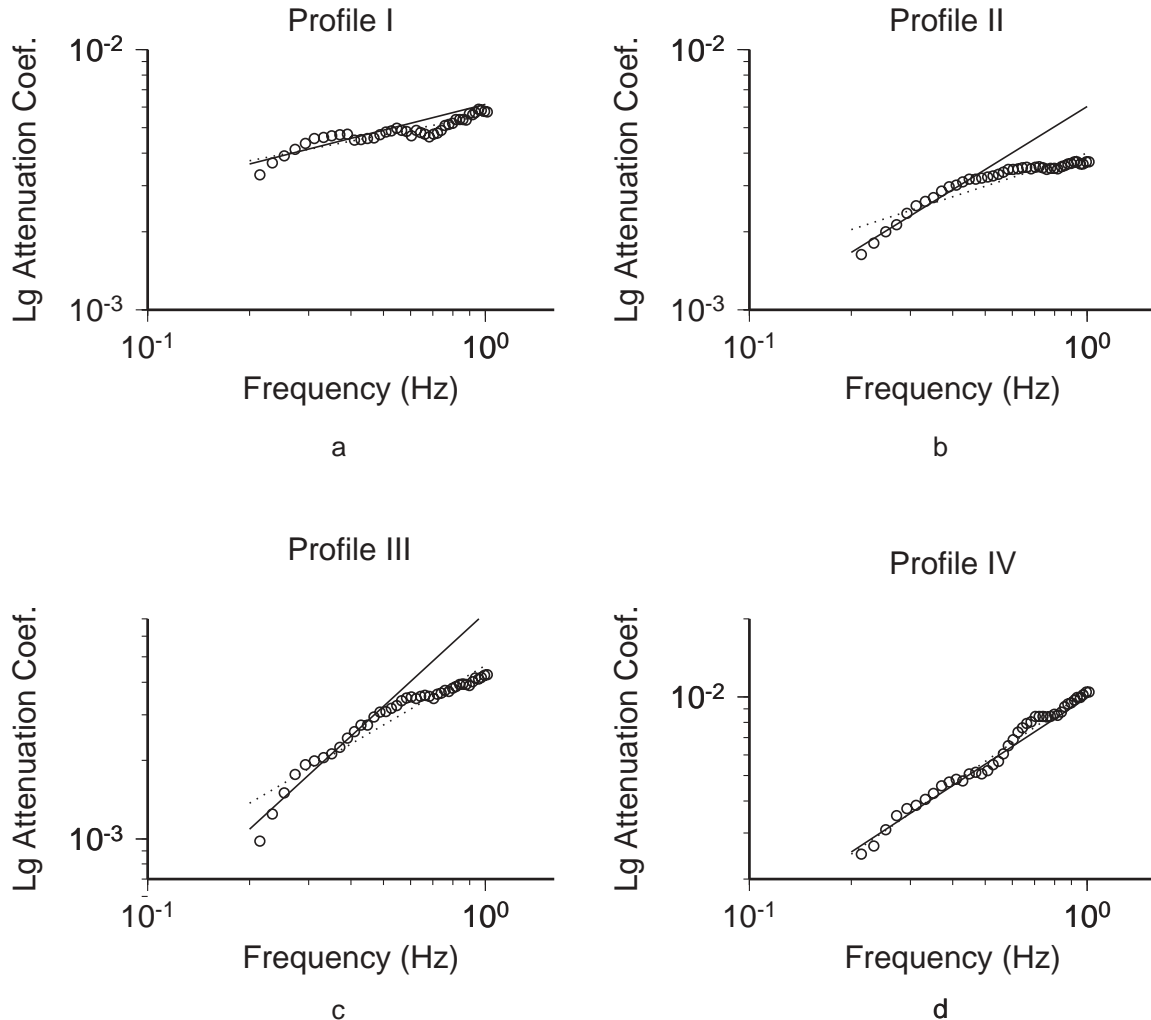 Profile I
Lg Attenuation Coef.
10-2
10-3
10-1
100
Frequency (Hz)
a
Profile II
Lg Attenuation Coef.
10-2
10-3
10-1
100
Frequency (Hz)
b
Profile III
Lg Attenuation Coef.
10-3
10-1
100
Frequency (Hz)
c
Profile IV
Lg Attenuation Coef.
10-2
10-1
100
Frequency (Hz)
d